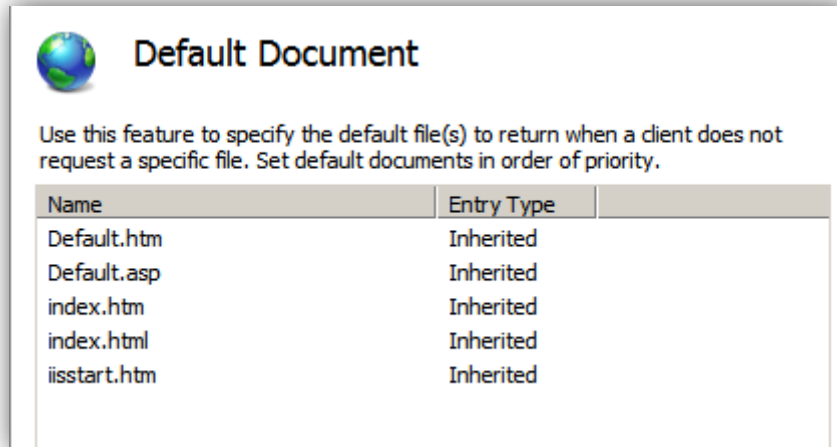 Default Document
Use this feature to specify the default file(s) to return when a client does not
request a specific file. Set default documents in order of priority.
Name Entry Type
Default.htm Inherited
Default.asp Inherited
index.htm Inherited
index.html Inherited
iisstart.htm Inherited